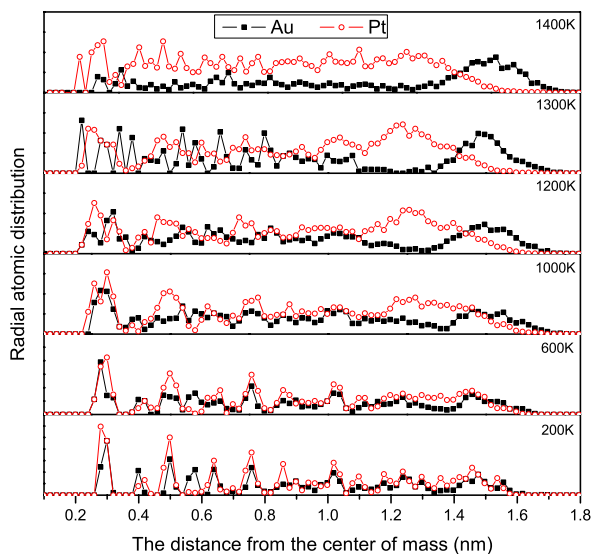 Au Pt
1400K
1300K
1200K
1000K
600K
200K
Radial atomic distribution
0.2 0.4 0.6 0.8 1.0 1.2 1.4 1.6 1.8
The distance from the center of mass (nm)